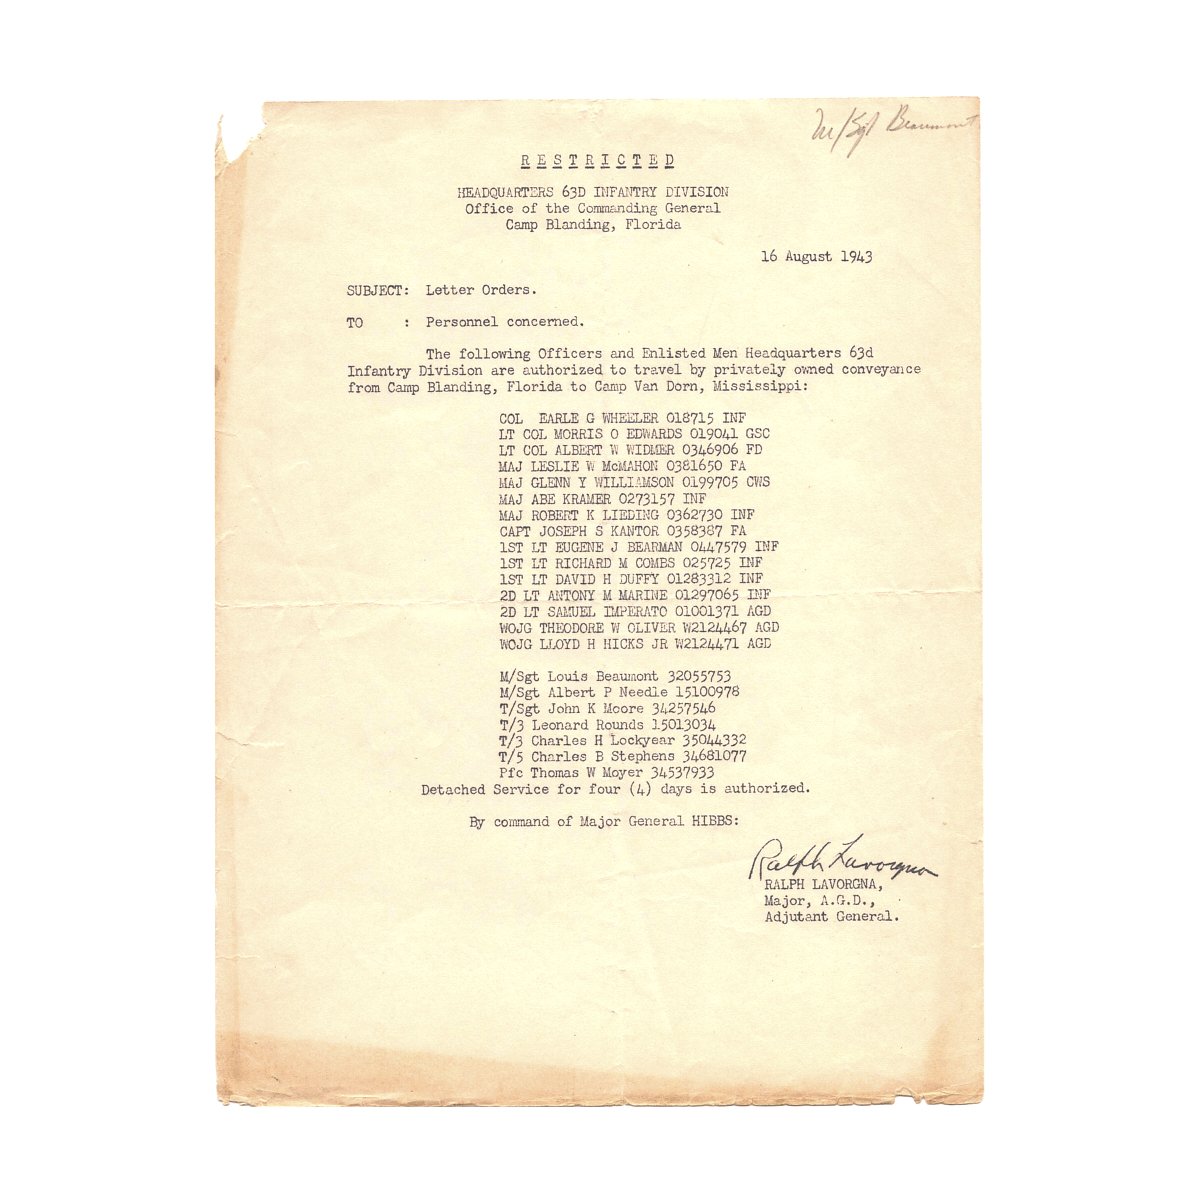 M/Sgt Beaumont
RESTRICTED
HEADQUARTERS 63D INFANTRY DIVISION
Office of the Commanding General
Camp Blanding, Florida
16 August 1943
SUBJECT: Letter Orders.
TO : Personnel concerned.
The following Officers and Enlisted Men Headquarters 63d
Infantry Division are authorized to travel by privately owned conveyance
from Camp Blanding, Florida to Camp Van Dorn, Mississippi:
COL EARLE G WHEELER O18715 INF
LT COL MORRIS O EDWARDS O19041 GSC
LT COL ALBERT W WIDMER O346906 FD
MAJ LESLIE W McMAHON O381650 FA
MAJ GLENN Y WILLIAMSON O199705 CWS
MAJ ABE KRAMER O273157 INF
MAJ ROBERT K LIEDING O362730 INF
CAPT JOSEPH S KANTOR O358387 FA
1ST LT EUGENE J BEARMAN O447579 INF
1ST LT RICHARD M COMBS O25725 INF
1ST LT DAVID H DUFFY O1283312 INF
2D LT ANTONY M MARINE O1297065 INF
2D LT SAMUEL IMPERATO O1001371 AGD
WOJG THEODORE W OLIVER W2124467 AGD
WOJG LLOYD H HICKS JR W2124471 AGD
M/Sgt Louis Beaumont 32055753
M/Sgt Albert P Needle 15100978
T/Sgt John K Moore 34257546
T/3 Leonard Rounds 15013034
T/3 Charles H Lockyear 35044332
T/5 Charles B Stephens 34681077
Pfc Thomas W Moyer 34537933
Detached Service for four (4) days is authorized.
By command of Major General HIBBS:
Ralph Lavorgna
RALPH LAVORGNA,
Major, A.G.D.,
Adjutant General.